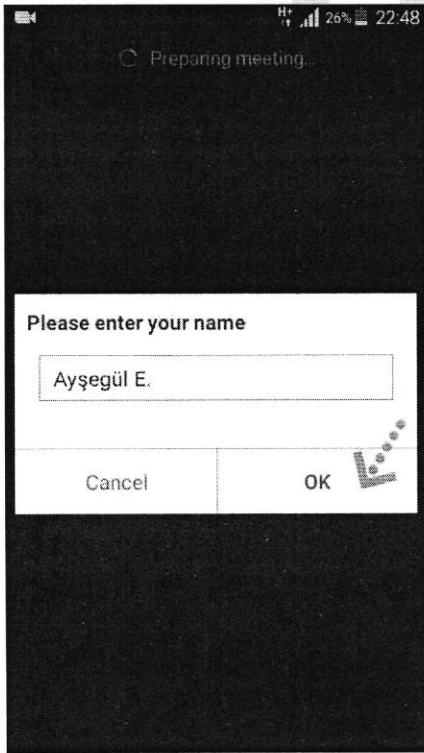 H+ 26% 22:48
Preparing meeting...
Please enter your name
Ayşegül E.
Cancel OK